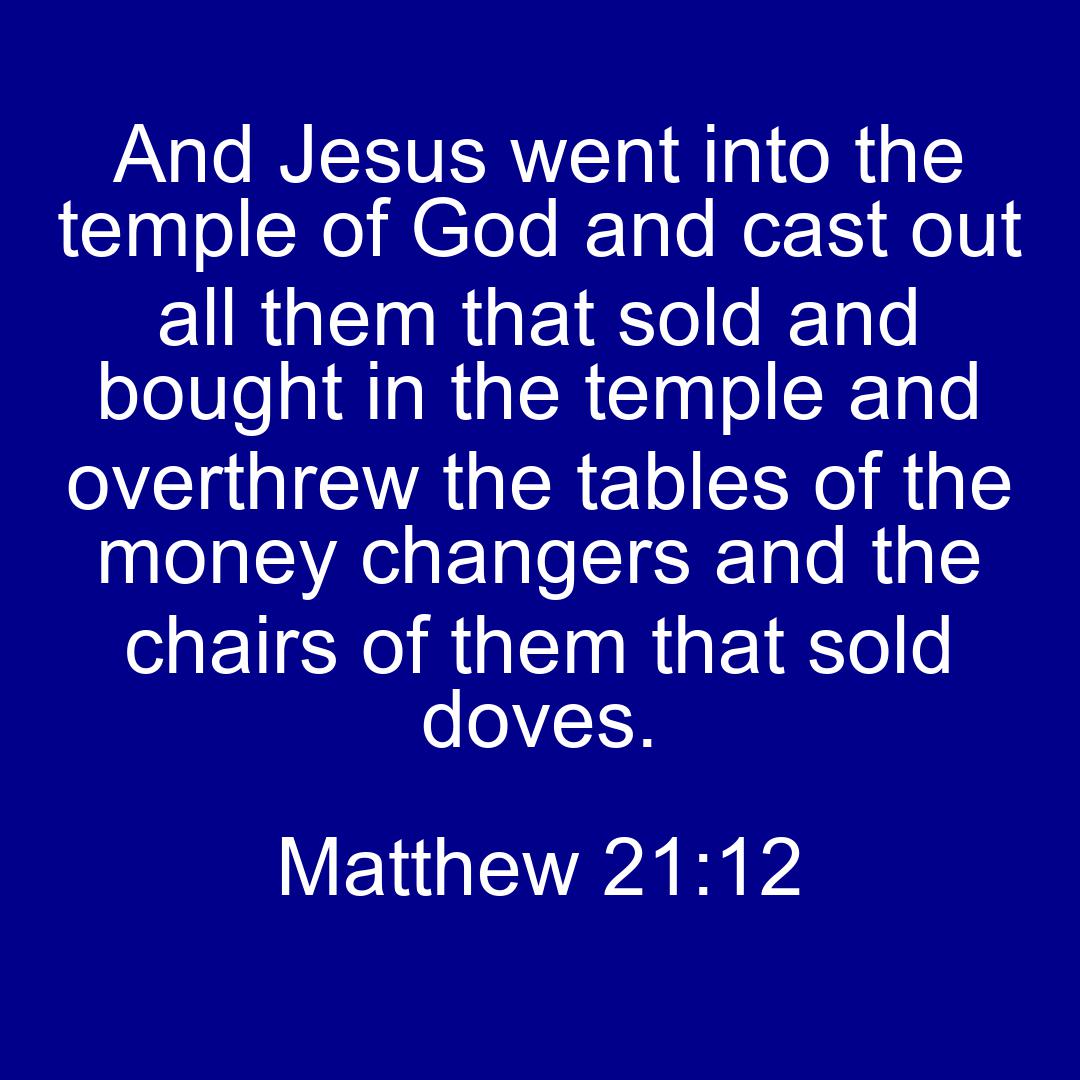 And Jesus went into the
temple of God and cast out
all them that sold and
bought in the temple and
overthrew the tables of the
money changers and the
chairs of them that sold
doves.
Matthew 21:12